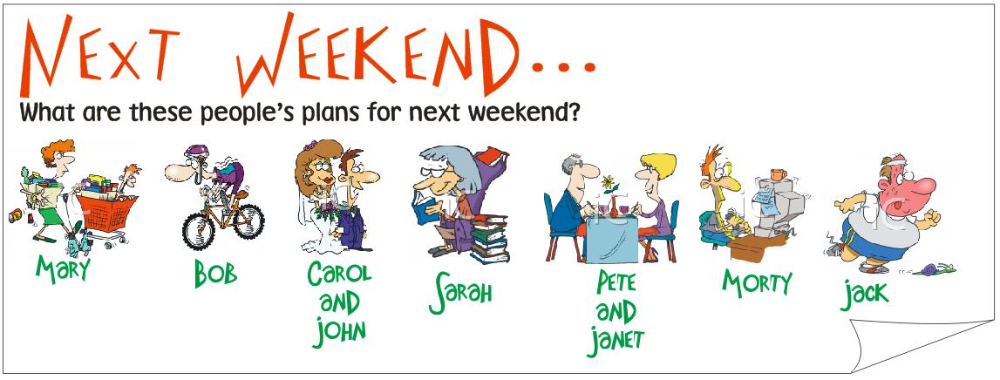 NEXT WEEKEND...
What are these people's plans for next weekend?
MaRY
BOB
CaROL
aND
jOHN
SaRaH
PETE
aND
jaNET
MORTY
jacK